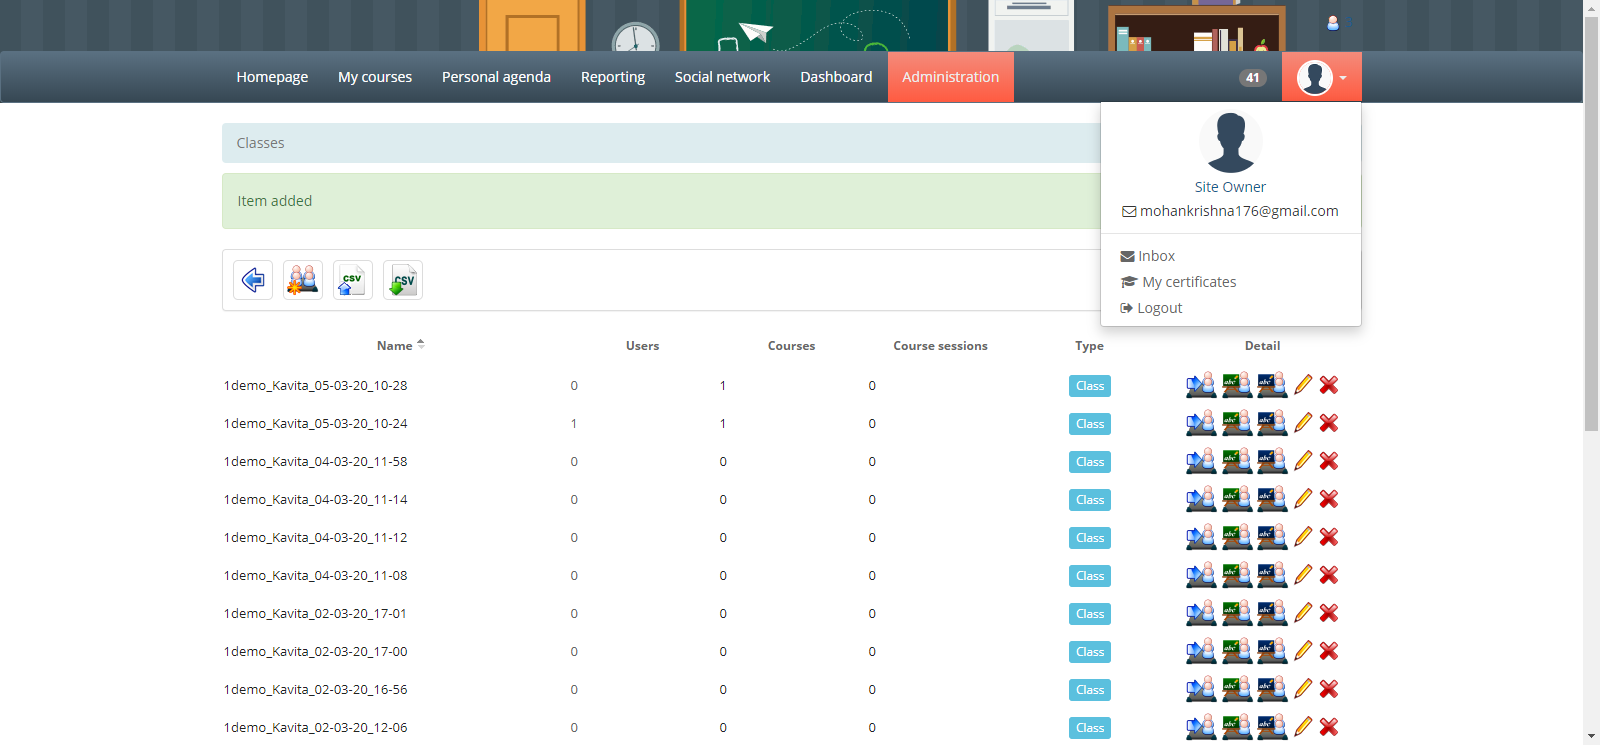 Homepage My courses Personal agenda Reporting Social network Dashboard Administration 41
Classes
Site Owner
mohankrishna176@gmail.com
Item added
Inbox
My certificates
Logout
CSV CSV
Name Users Courses Course sessions Type Detail
1demo_Kavita_05-03-20_10-28 0 1 0 Class abc abc
1demo_Kavita_05-03-20_10-24 1 1 0 Class abc abc
1demo_Kavita_04-03-20_11-58 0 0 0 Class abc abc
1demo_Kavita_04-03-20_11-14 0 0 0 Class abc abc
1demo_Kavita_04-03-20_11-12 0 0 0 Class abc abc
1demo_Kavita_04-03-20_11-08 0 0 0 Class abc abc
1demo_Kavita_02-03-20_17-01 0 0 0 Class abc abc
1demo_Kavita_02-03-20_17-00 0 0 0 Class abc abc
1demo_Kavita_02-03-20_16-56 0 0 0 Class abc abc
1demo_Kavita_02-03-20_12-06 0 0 0 Class abc abc